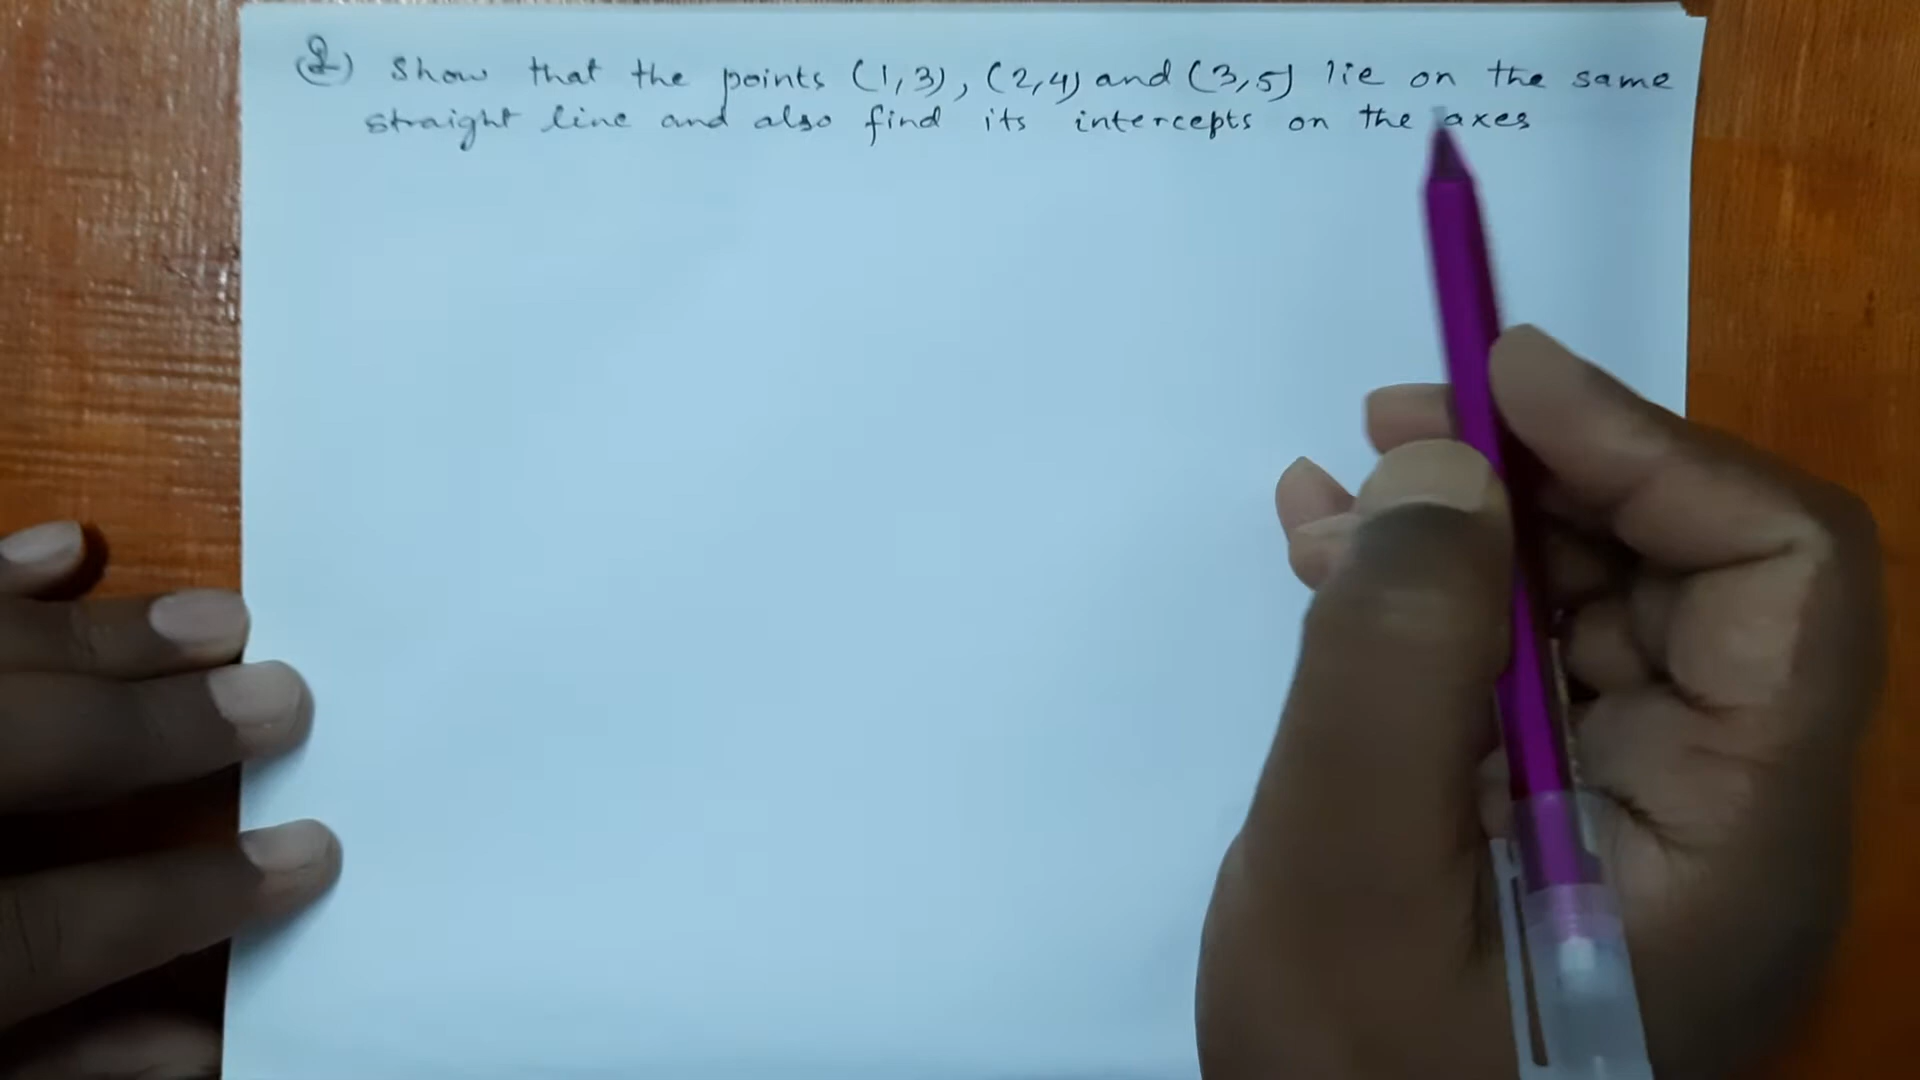 Q) Show that the points (1,3), (2,4) and (3,5) lie on the same
straight line and also find its intercepts on the axes